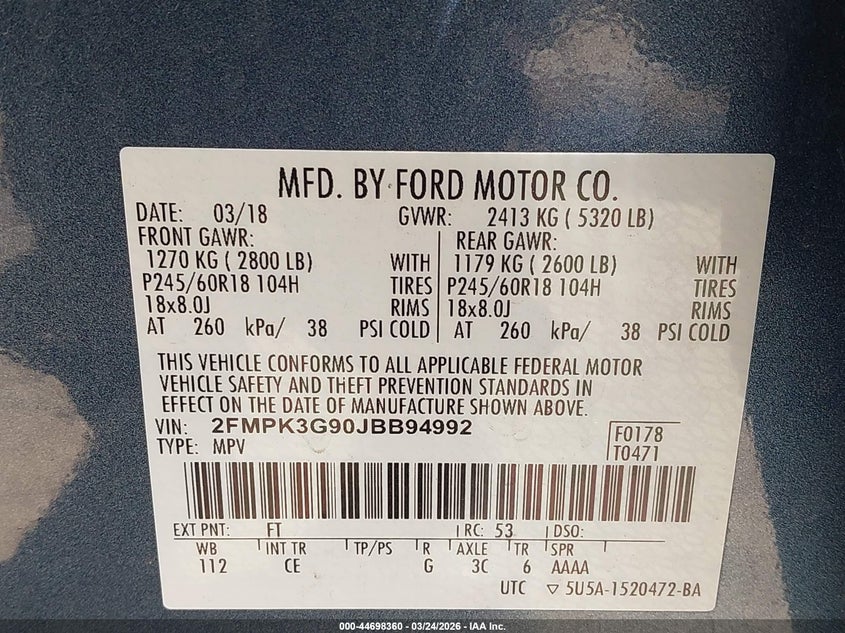 MFD. BY FORD MOTOR CO.
DATE: 03/18 GVWR: 2413 KG ( 5320 LB)
FRONT GAWR: REAR GAWR:
1270 KG ( 2800 LB) WITH 1179 KG ( 2600 LB) WITH
P245/60R18 104H TIRES P245/60R18 104H TIRES
18x8.0J RIMS 18x8.0J RIMS
AT 260 kPa/ 38 PSI COLD AT 260 kPa/ 38 PSI COLD
THIS VEHICLE CONFORMS TO ALL APPLICABLE FEDERAL MOTOR
VEHICLE SAFETY AND THEFT PREVENTION STANDARDS IN
EFFECT ON THE DATE OF MANUFACTURE SHOWN ABOVE.
VIN: 2FMPK3G90JBB94992 F0178
TYPE: MPV T0471
EXT PNT: FT RC: 53 DSO:
WB INT TR TP/PS R AXLE TR SPR
112 CE G 3C 6 AAAA
UTC ▽ 5U5A-1520472-BA
000-44698360 - 03/24/2026 - IAA Inc.